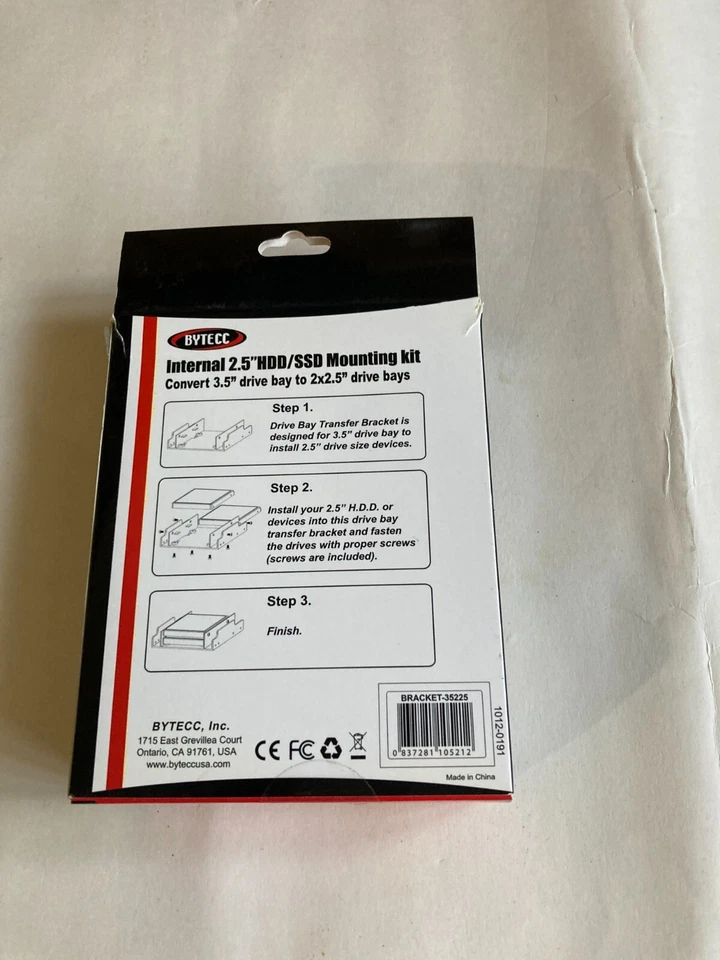 BYTECC
Internal 2.5"HDD/SSD Mounting kit
Convert 3.5" drive bay to 2x2.5" drive bays
Step 1.
Drive Bay Transfer Bracket is
designed for 3.5" drive bay to
install 2.5" drive size devices.
Step 2.
Install your 2.5" H.D.D. or
devices into this drive bay
transfer bracket and fasten
the drives with proper screws
(screws are included).
Step 3.
Finish.
BYTECC, Inc.
1715 East Grevillea Court
Ontario, CA 91761, USA
www.byteccusa.com
CE FC
BRACKET-35225
0 837281 105212
1012-0191
Made in China